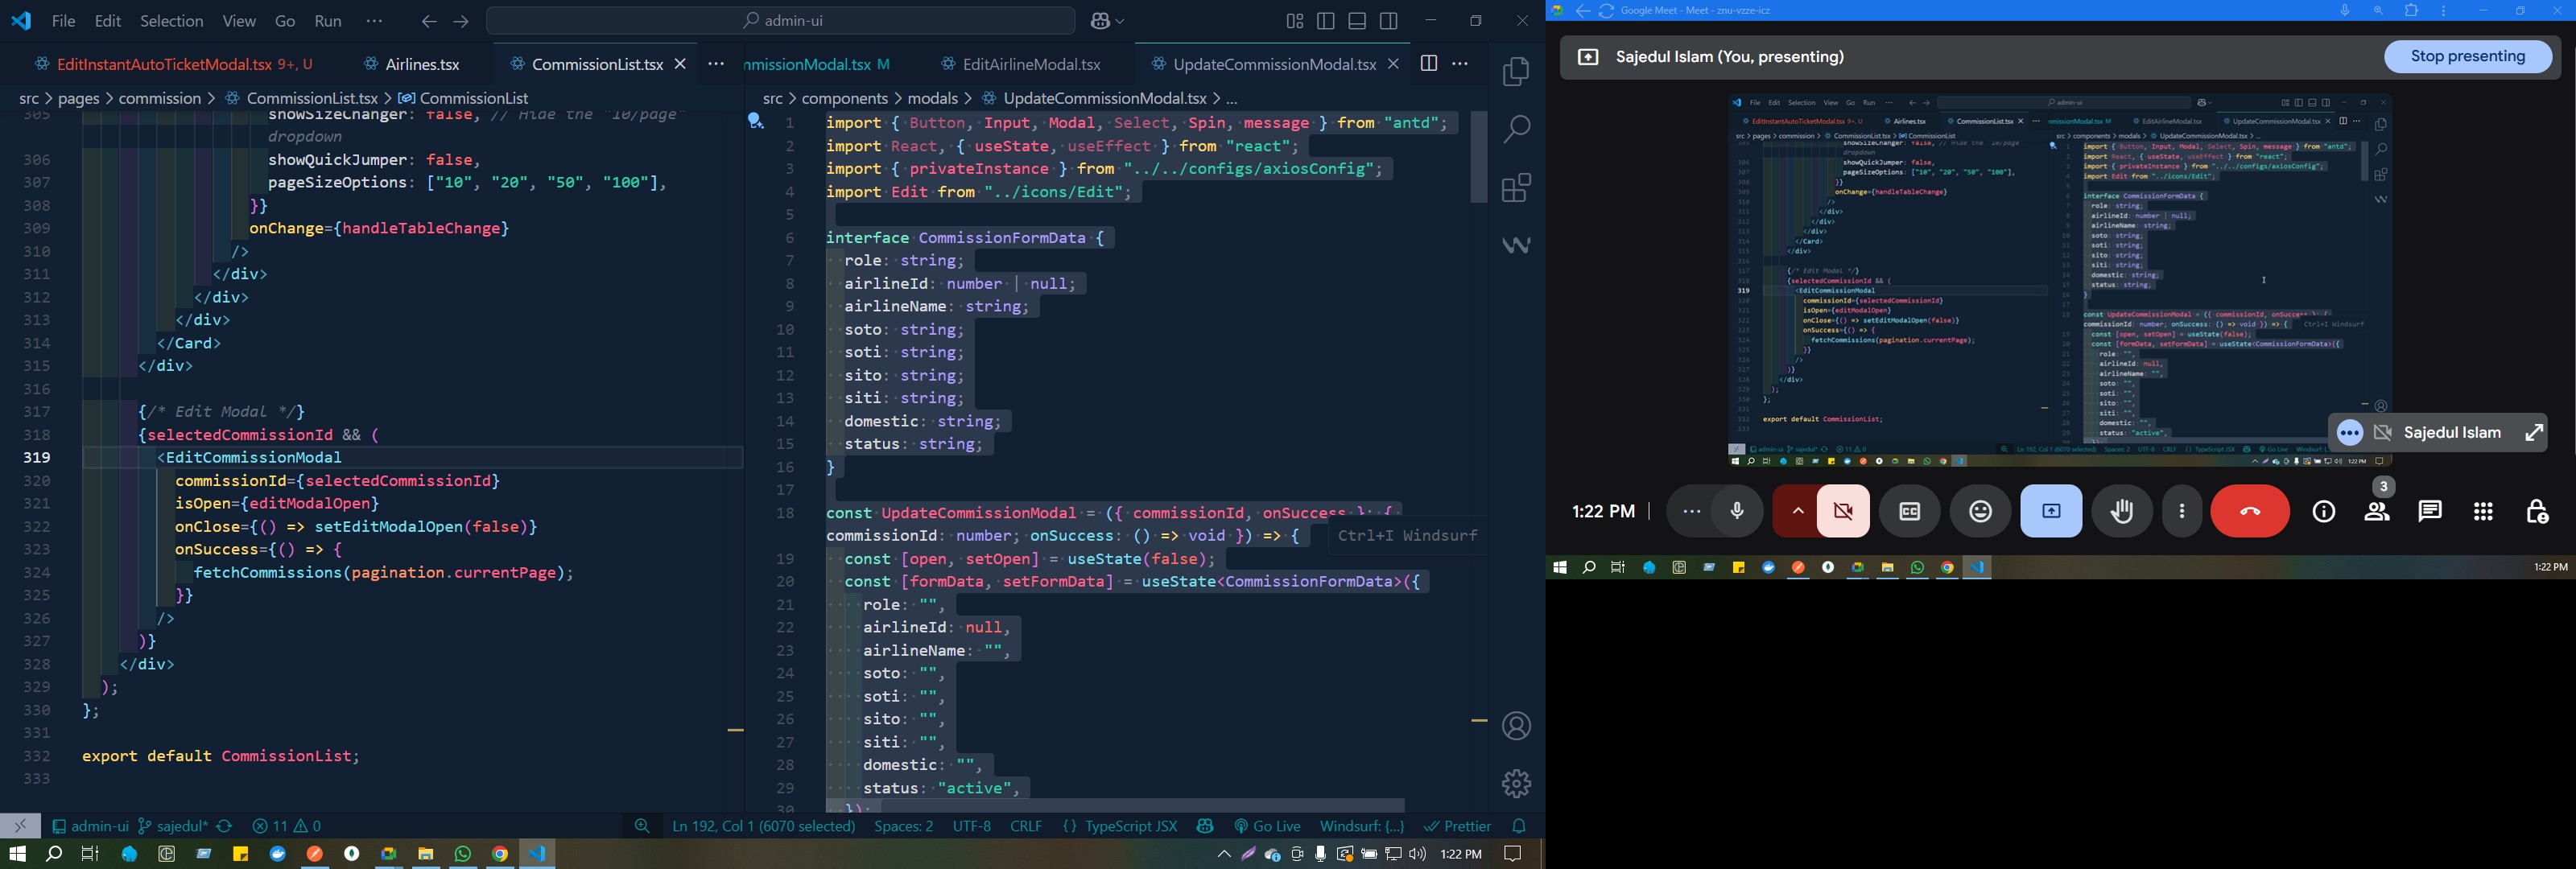 File Edit Selection View Go Run ··· admin-ui
EditInstantAutoTicketModal.tsx 9+, U Airlines.tsx CommissionList.tsx
src > pages > commission > CommissionList.tsx > CommissionList
305 showSizeChanger: false, // Hide the "10/page"
dropdown
306 showQuickJumper: false,
307 pageSizeOptions: ["10", "20", "50", "100"],
308 }}
309 onChange={handleTableChange}
310 />
311 </div>
312 </div>
313 </div>
314 </Card>
315 </div>
316
317 {/* Edit Modal */}
318 {selectedCommissionId && (
319 <EditCommissionModal
320 commissionId={selectedCommissionId}
321 isOpen={editModalOpen}
322 onClose={() => setEditModalOpen(false)}
323 onSuccess={() => {
324 fetchCommissions(pagination.currentPage);
325 }}
326 />
327 )}
328 </div>
329 );
330 };
331
332 export default CommissionList;
333
mmissionModal.tsx M EditAirlineModal.tsx UpdateCommissionModal.tsx
src > components > modals > UpdateCommissionModal.tsx > ...
1 import { Button, Input, Modal, Select, Spin, message } from "antd";
2 import React, { useState, useEffect } from "react";
3 import { privateInstance } from "../../configs/axiosConfig";
4 import Edit from "../icons/Edit";
5
6 interface CommissionFormData {
7 role: string;
8 airlineId: number | null;
9 airlineName: string;
10 soto: string;
11 soti: string;
12 sito: string;
13 siti: string;
14 domestic: string;
15 status: string;
16 }
17
18 const UpdateCommissionModal = ({ commissionId, onSuccess }: {
commissionId: number; onSuccess: () => void }) => { Ctrl+I Windsurf
19 const [open, setOpen] = useState(false);
20 const [formData, setFormData] = useState<CommissionFormData>({
21 role: "",
22 airlineId: null,
23 airlineName: "",
24 soto: "",
25 soti: "",
26 sito: "",
27 siti: "",
28 domestic: "",
29 status: "active",
30 });
admin-ui sajedul* 11 0 Ln 192, Col 1 (6070 selected) Spaces: 2 UTF-8 CRLF {} TypeScript JSX Go Live Windsurf: {...} Prettier
1:22 PM
Google Meet - Meet - znu-vzze-icz
Sajedul Islam (You, presenting) Stop presenting
Sajedul Islam
1:22 PM 3
1:22 PM